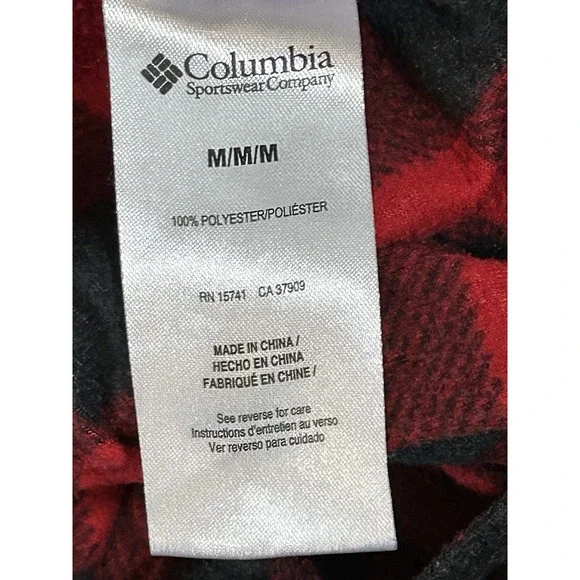 Columbia
Sportswear Company
M/M/M
100% POLYESTER/POLIÉSTER
RN 15741 CA 37909
MADE IN CHINA /
HECHO EN CHINA
FABRIQUÉ EN CHINE /
See reverse for care
Instructions d'entretien au verso
Ver reverso para cuidado